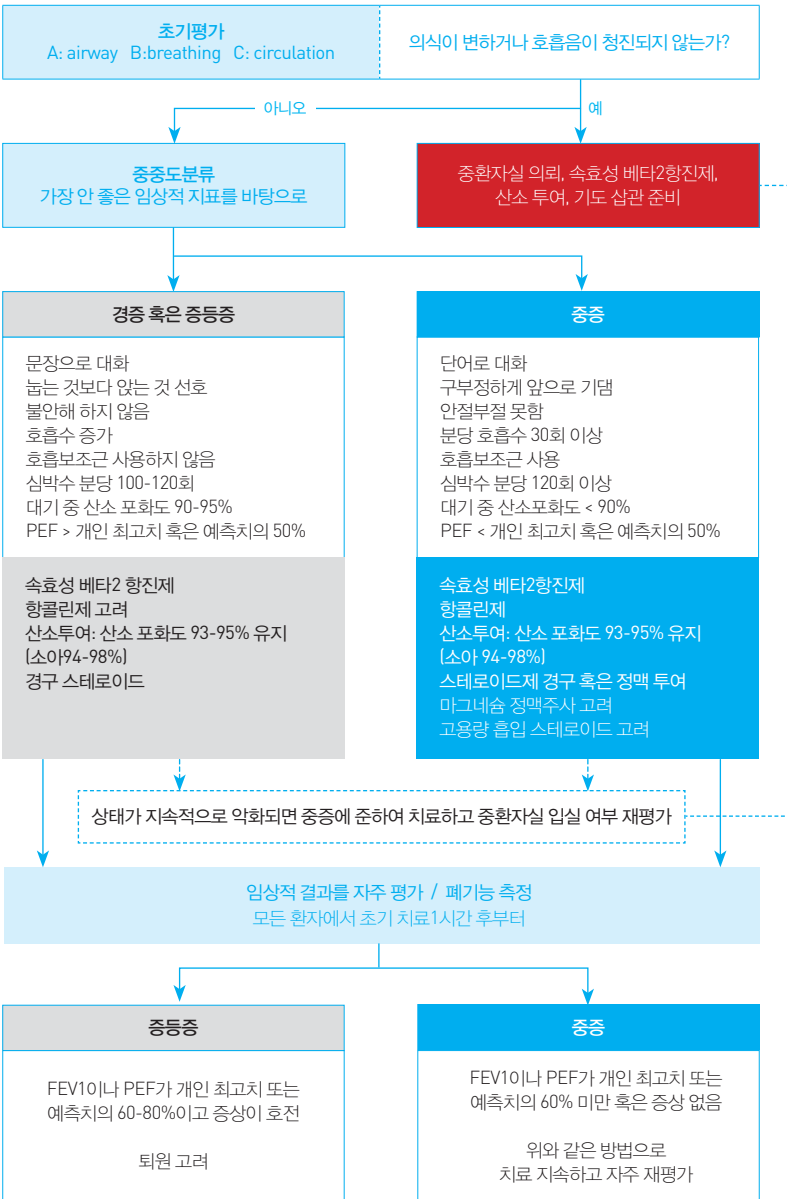 초기평가
A: airway B:breathing C: circulation
의식이 변하거나 호흡음이 청진되지 않는가?
아니오
예
중중도분류
가장 안 좋은 임상적 지표를 바탕으로
중환자실 의뢰, 속효성 베타2항진제,
산소 투여, 기도 삽관 준비
경증 혹은 증등증
문장으로 대화
눕는 것보다 앉는 것 선호
불안해 하지 않음
호흡수 증가
호흡보조근 사용하지 않음
심박수 분당 100-120회
대기 중 산소 포화도 90-95%
PEF > 개인 최고치 혹은 예측치의 50%
속효성 베타2 항진제
항콜린제 고려
산소투여: 산소 포화도 93-95% 유지
(소아94-98%)
경구 스테로이드
중증
단어로 대화
구부정하게 앞으로 기댐
안절부절 못함
분당 호흡수 30회 이상
호흡보조근 사용
심박수 분당 120회 이상
대기 중 산소포화도 < 90%
PEF < 개인 최고치 혹은 예측치의 50%
속효성 베타2항진제
항콜린제
산소투여: 산소 포화도 93-95% 유지
(소아 94-98%)
스테로이드제 경구 혹은 정맥 투여
마그네슘 정맥주사 고려
고용량 흡입 스테로이드 고려
상태가 지속적으로 악화되면 중증에 준하여 치료하고 중환자실 입실 여부 재평가
임상적 결과를 자주 평가 / 폐기능 측정
모든 환자에서 초기 치료1시간 후부터
증등증
FEV1이나 PEF가 개인 최고치 또는
예측치의 60-80%이고 증상이 호전
퇴원 고려
중증
FEV1이나 PEF가 개인 최고치 또는
예측치의 60% 미만 혹은 증상 없음
위와 같은 방법으로
치료 지속하고 자주 재평가